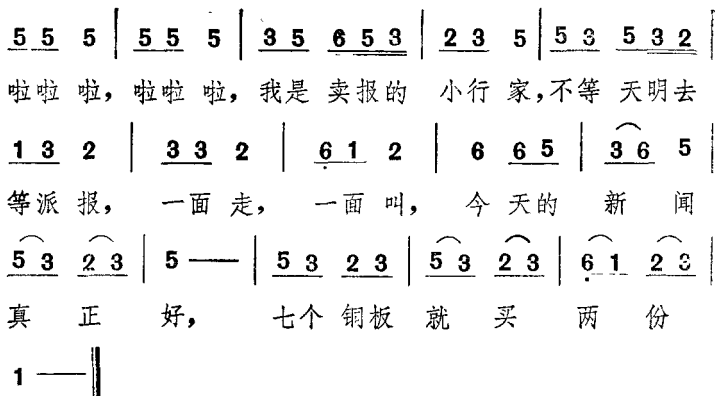 5 5 5 | 5 5 5 | 3 5 6 5 3 | 2 3 5 | 5 3 5 3 2 |
啦啦 啦，啦啦 啦，我是 卖报的 小行 家，不等 天明去
1 3 2 | 3 3 2 | 6 1 2 | 6 6 5 | 3 6 5 |
等派 报， 一面 走， 一面 叫， 今 天的 新 闻
5 3 2 3 | 5 — | 5 3 2 3 | 5 3 2 3 | 6 1 2 3 |
真 正 好， 七个 铜板 就 买 两 份
1 — ‖